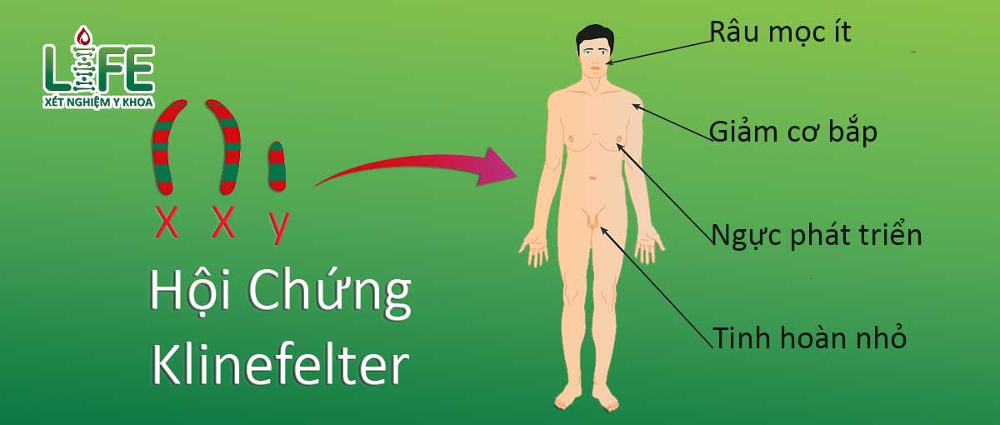 LIFE
XÉT NGHIỆM Y KHOA
X X y
Hội Chứng
Klinefelter
Râu mọc ít
Giảm cơ bắp
Ngực phát triển
Tinh hoàn nhỏ